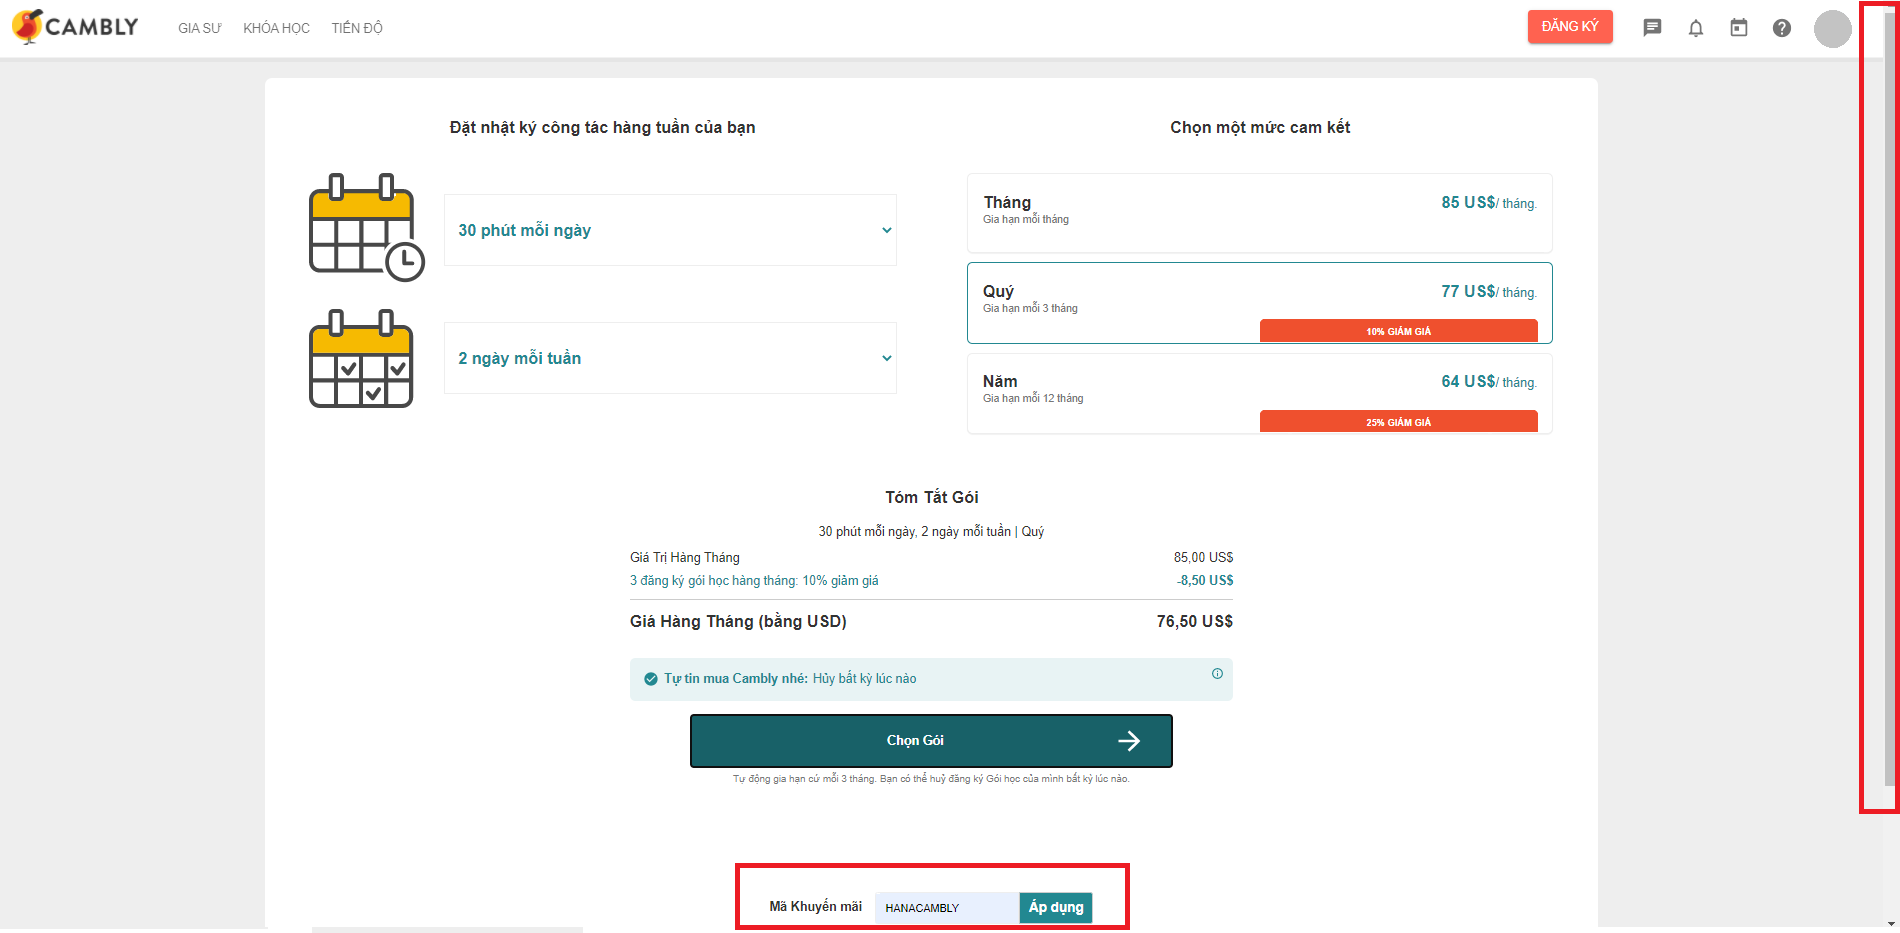 CAMBLY
GIA SƯ
KHÓA HỌC
TIẾN ĐỘ
ĐĂNG KÝ
Đặt nhật ký công tác hàng tuần của bạn
30 phút mỗi ngày
2 ngày mỗi tuần
Chọn một mức cam kết
Tháng
85 US$/ tháng.
Gia hạn mỗi tháng
Quý
77 US$/ tháng.
Gia hạn mỗi 3 tháng
10% GIẢM GIÁ
Năm
64 US$/ tháng.
Gia hạn mỗi 12 tháng
25% GIẢM GIÁ
Tóm Tắt Gói
30 phút mỗi ngày, 2 ngày mỗi tuần | Quý
Giá Trị Hàng Tháng 85,00 US$
3 đăng ký gói học hàng tháng: 10% giảm giá -8,50 US$
Giá Hàng Tháng (bằng USD) 76,50 US$
Tự tin mua Cambly nhé: Hủy bất kỳ lúc nào
Chọn Gói
Tự động gia hạn cứ mỗi 3 tháng. Bạn có thể huỷ đăng ký Gói học của mình bất kỳ lúc nào.
Mã Khuyến mãi HANACAMBLY Áp dụng